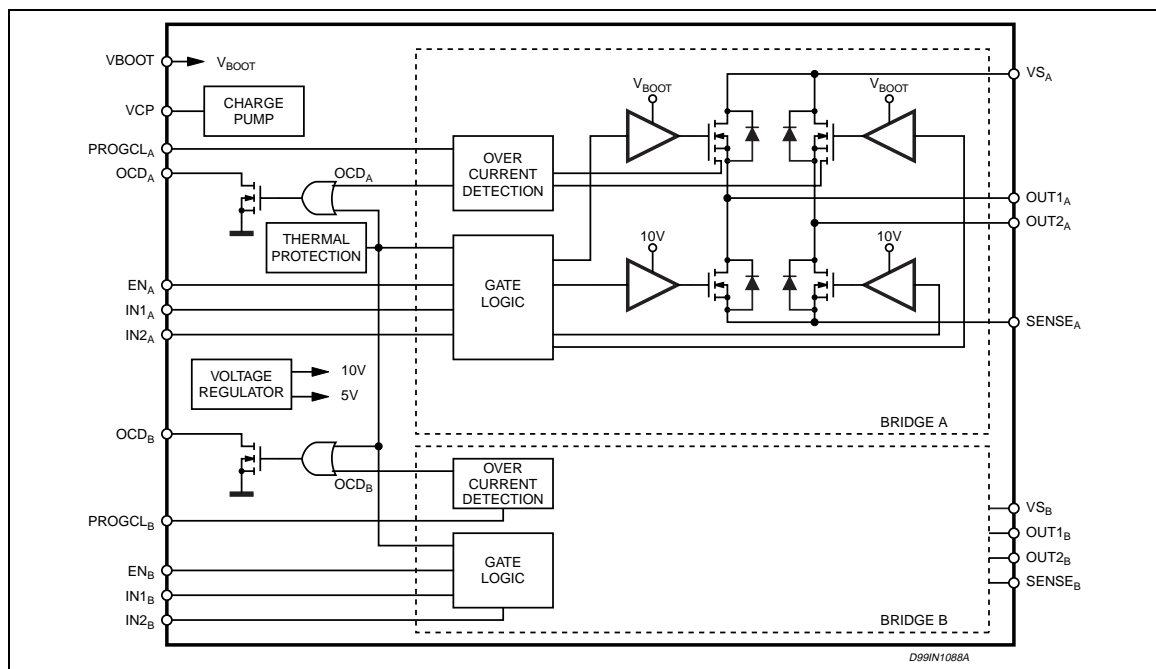 VBOOT
VBOOT
VCP
CHARGE
PUMP
PROGCLA
OCDA
OCDA
OVER
CURRENT
DETECTION
VBOOT
VBOOT
VSA
OUT1A
OUT2A
THERMAL
PROTECTION
10V
10V
ENA
IN1A
IN2A
GATE
LOGIC
SENSEA
VOLTAGE
REGULATOR
10V
5V
BRIDGE A
OCDB
OCDB
OVER
CURRENT
DETECTION
PROGCLB
VSB
OUT1B
OUT2B
SENSEB
GATE
LOGIC
ENB
IN1B
IN2B
BRIDGE B
D99IN1088A